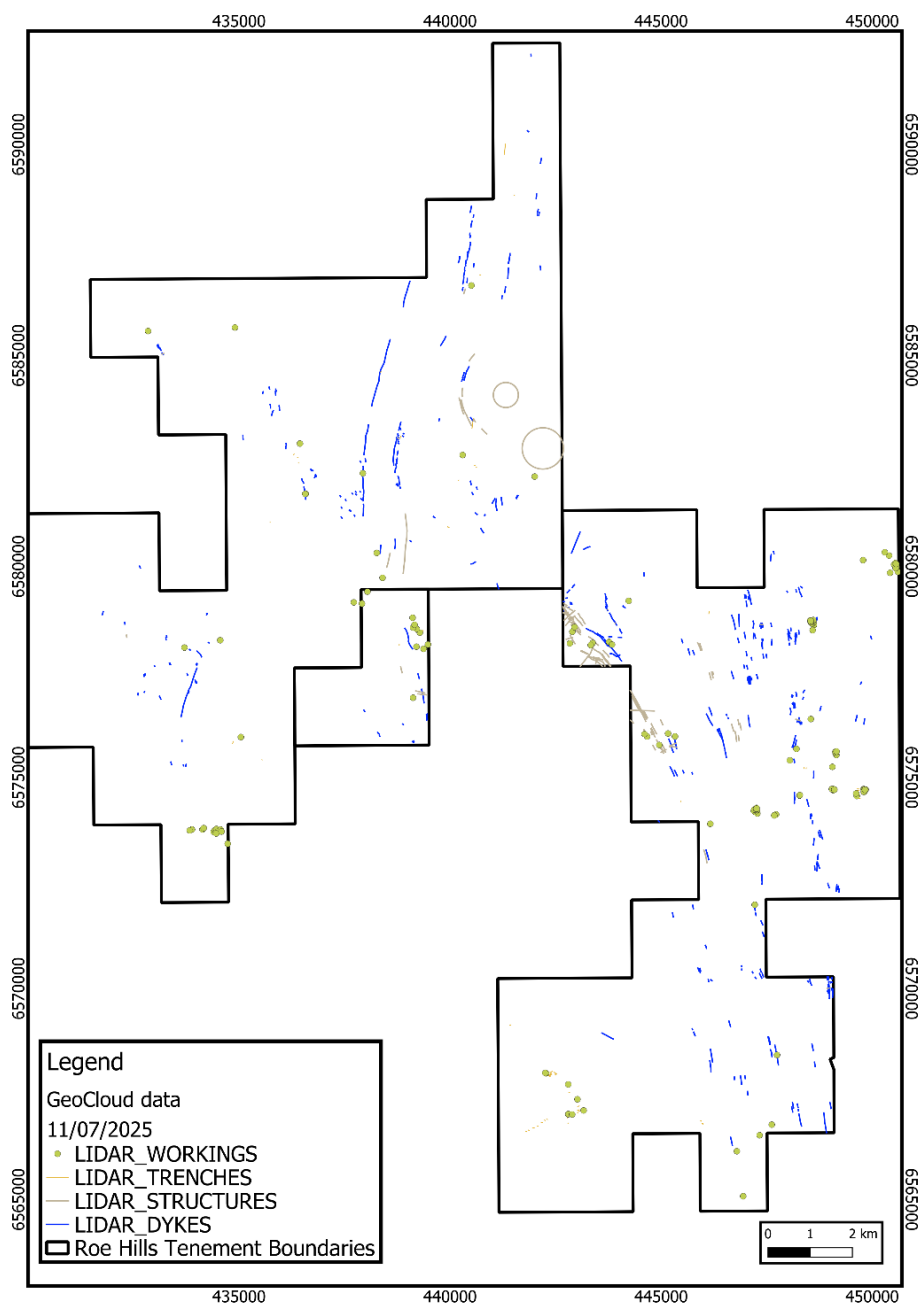 435000 440000 445000 450000
6590000 6590000
6585000 6585000
6580000 6580000
6575000 6575000
6570000 6570000
6565000 6565000
Legend
GeoCloud data
11/07/2025
LIDAR_WORKINGS
LIDAR_TRENCHES
LIDAR_STRUCTURES
LIDAR_DYKES
Roe Hills Tenement Boundaries
0 1 2 km
435000 440000 445000 450000